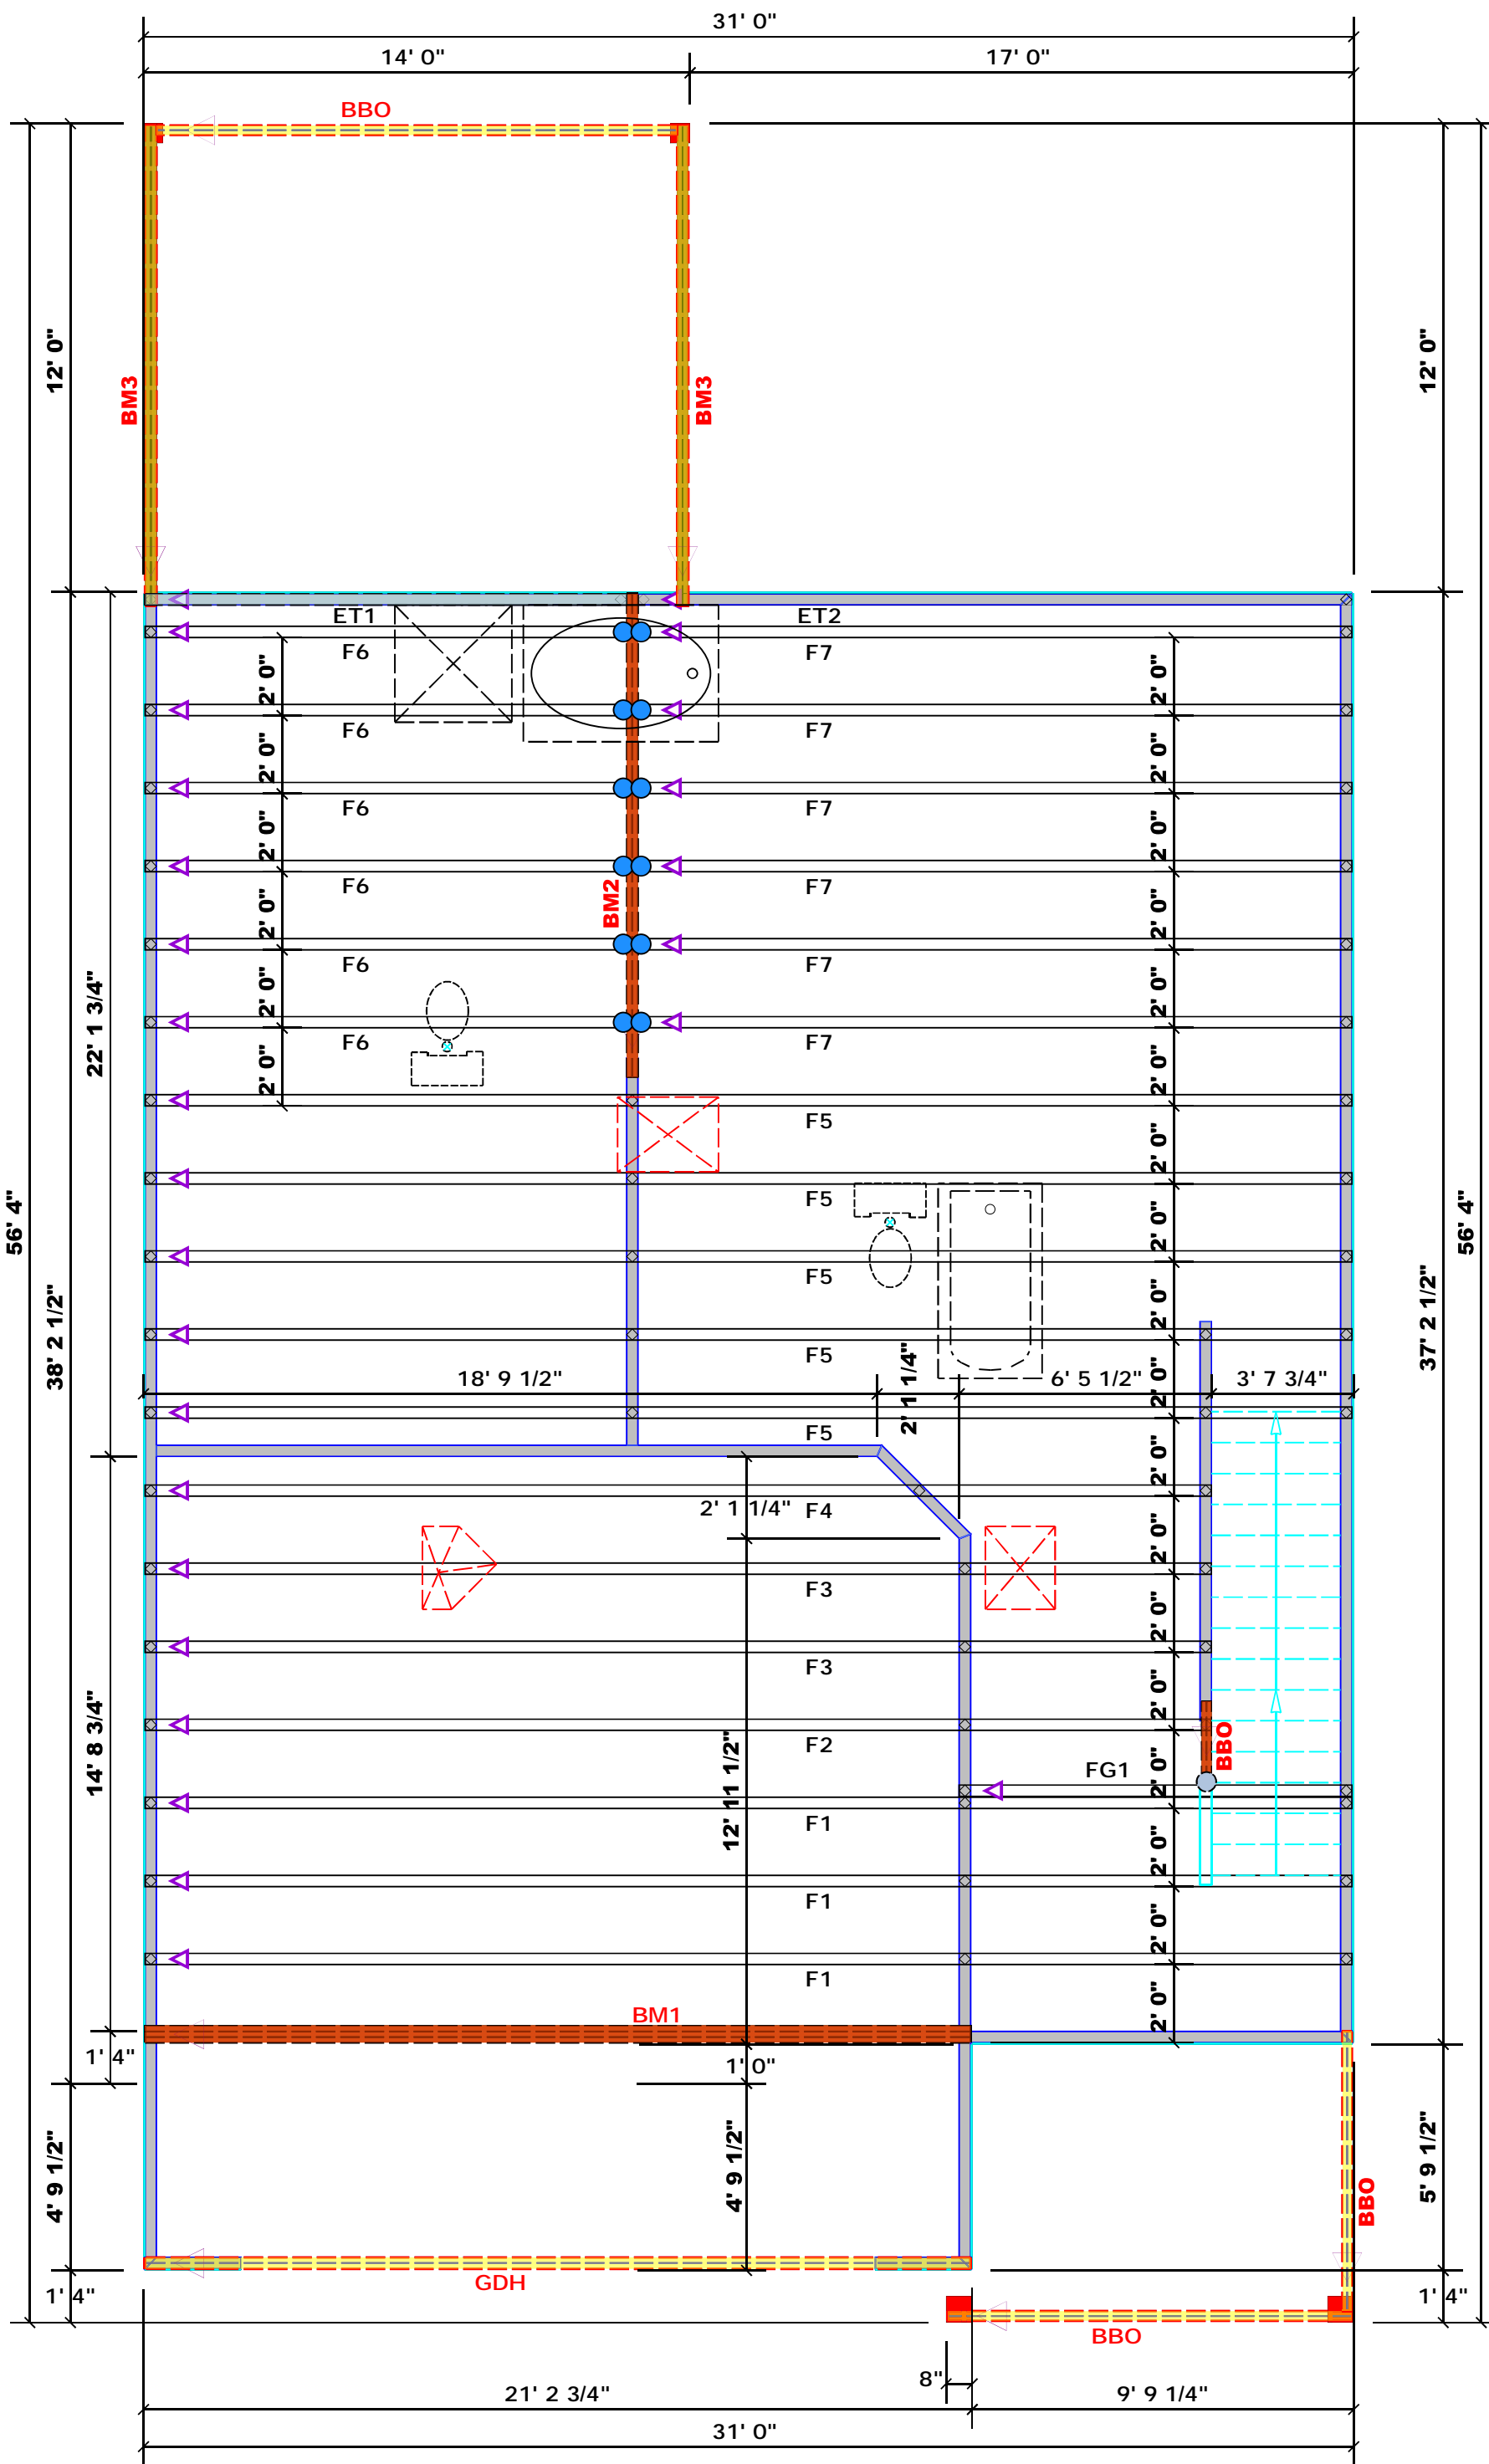 31' 0"
14' 0" 17' 0"
BBO
12' 0" 12' 0"
BM3 BM3
ET1 ET2
F6 F7
2' 0" 2' 0"
F6 F7
2' 0" 2' 0"
F6 F7
2' 0" 2' 0"
F6 F7
BM2
2' 0" 2' 0"
F6 F7
22' 1 3/4"
2' 0" 2' 0"
F6 F7
2' 0" 2' 0"
F5
2' 0"
F5
56' 4" 56' 4"
2' 0"
F5
38' 2 1/2" 37' 2 1/2"
2' 0"
F5
18' 9 1/2" 2' 1 1/4" 6' 5 1/2" 3' 7 3/4"
2' 0"
F5
2' 0"
2' 1 1/4" F4
2' 0"
F3
2' 0"
F3
2' 0"
14' 8 3/4"
F2 BBO
12' 11 1/2"
FG1
2' 0"
F1
2' 0"
F1
2' 0"
F1
2' 0"
BM1
1' 4" 1' 0"
4' 9 1/2" 4' 9 1/2" 5' 9 1/2"
BBO
GDH
1' 4" 1' 4"
BBO
8"
21' 2 3/4" 9' 9 1/4"
31' 0"